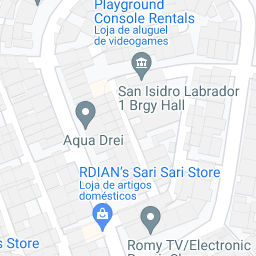 Playground
Console Rentals
Loja de aluguel
de videogames
San Isidro Labrador
1 Brgy Hall
Aqua Drei
RDIAN's Sari Sari Store
Loja de artigos
domésticos
s Store
Romy TV/Electronic